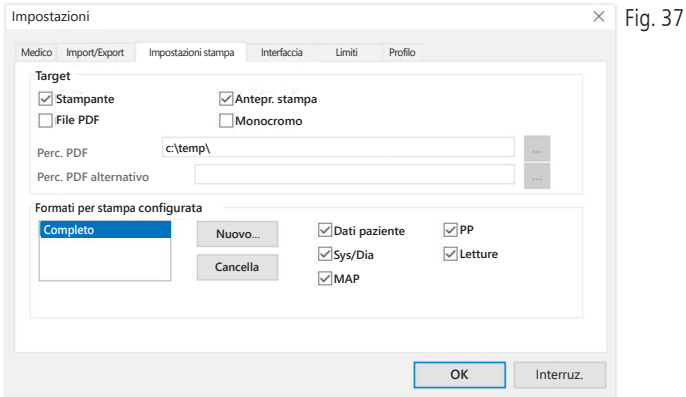 Impostazioni
Fig. 37
Medico Import/Export Impostazioni stampa Interfaccia Limiti Profilo
Target
Stampante Antepr. stampa
File PDF Monocromo
Perc. PDF c:\temp\ ...
Perc. PDF alternativo ...
Formati per stampa configurata
Completo Nuovo... Dati paziente PP
Sys/Dia Letture
Cancella
MAP
OK Interruz.